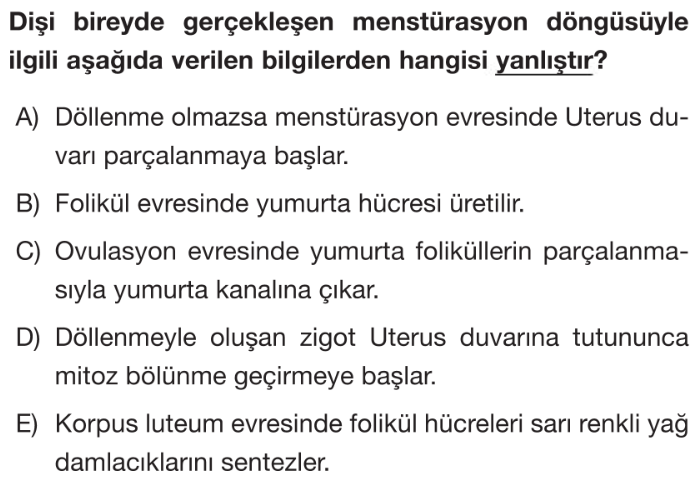 Dişi bireyde gerçekleşen menstürasyon döngüsüyle
ilgili aşağıda verilen bilgilerden hangisi yanlıştır?
A) Döllenme olmazsa menstürasyon evresinde Uterus du-
varı parçalanmaya başlar.
B) Folikül evresinde yumurta hücresi üretilir.
C) Ovulasyon evresinde yumurta foliküllerin parçalanma-
sıyla yumurta kanalına çıkar.
D) Döllenmeyle oluşan zigot Uterus duvarına tutununca
mitoz bölünme geçirmeye başlar.
E) Korpus luteum evresinde folikül hücreleri sarı renkli yağ
damlacıklarını sentezler.